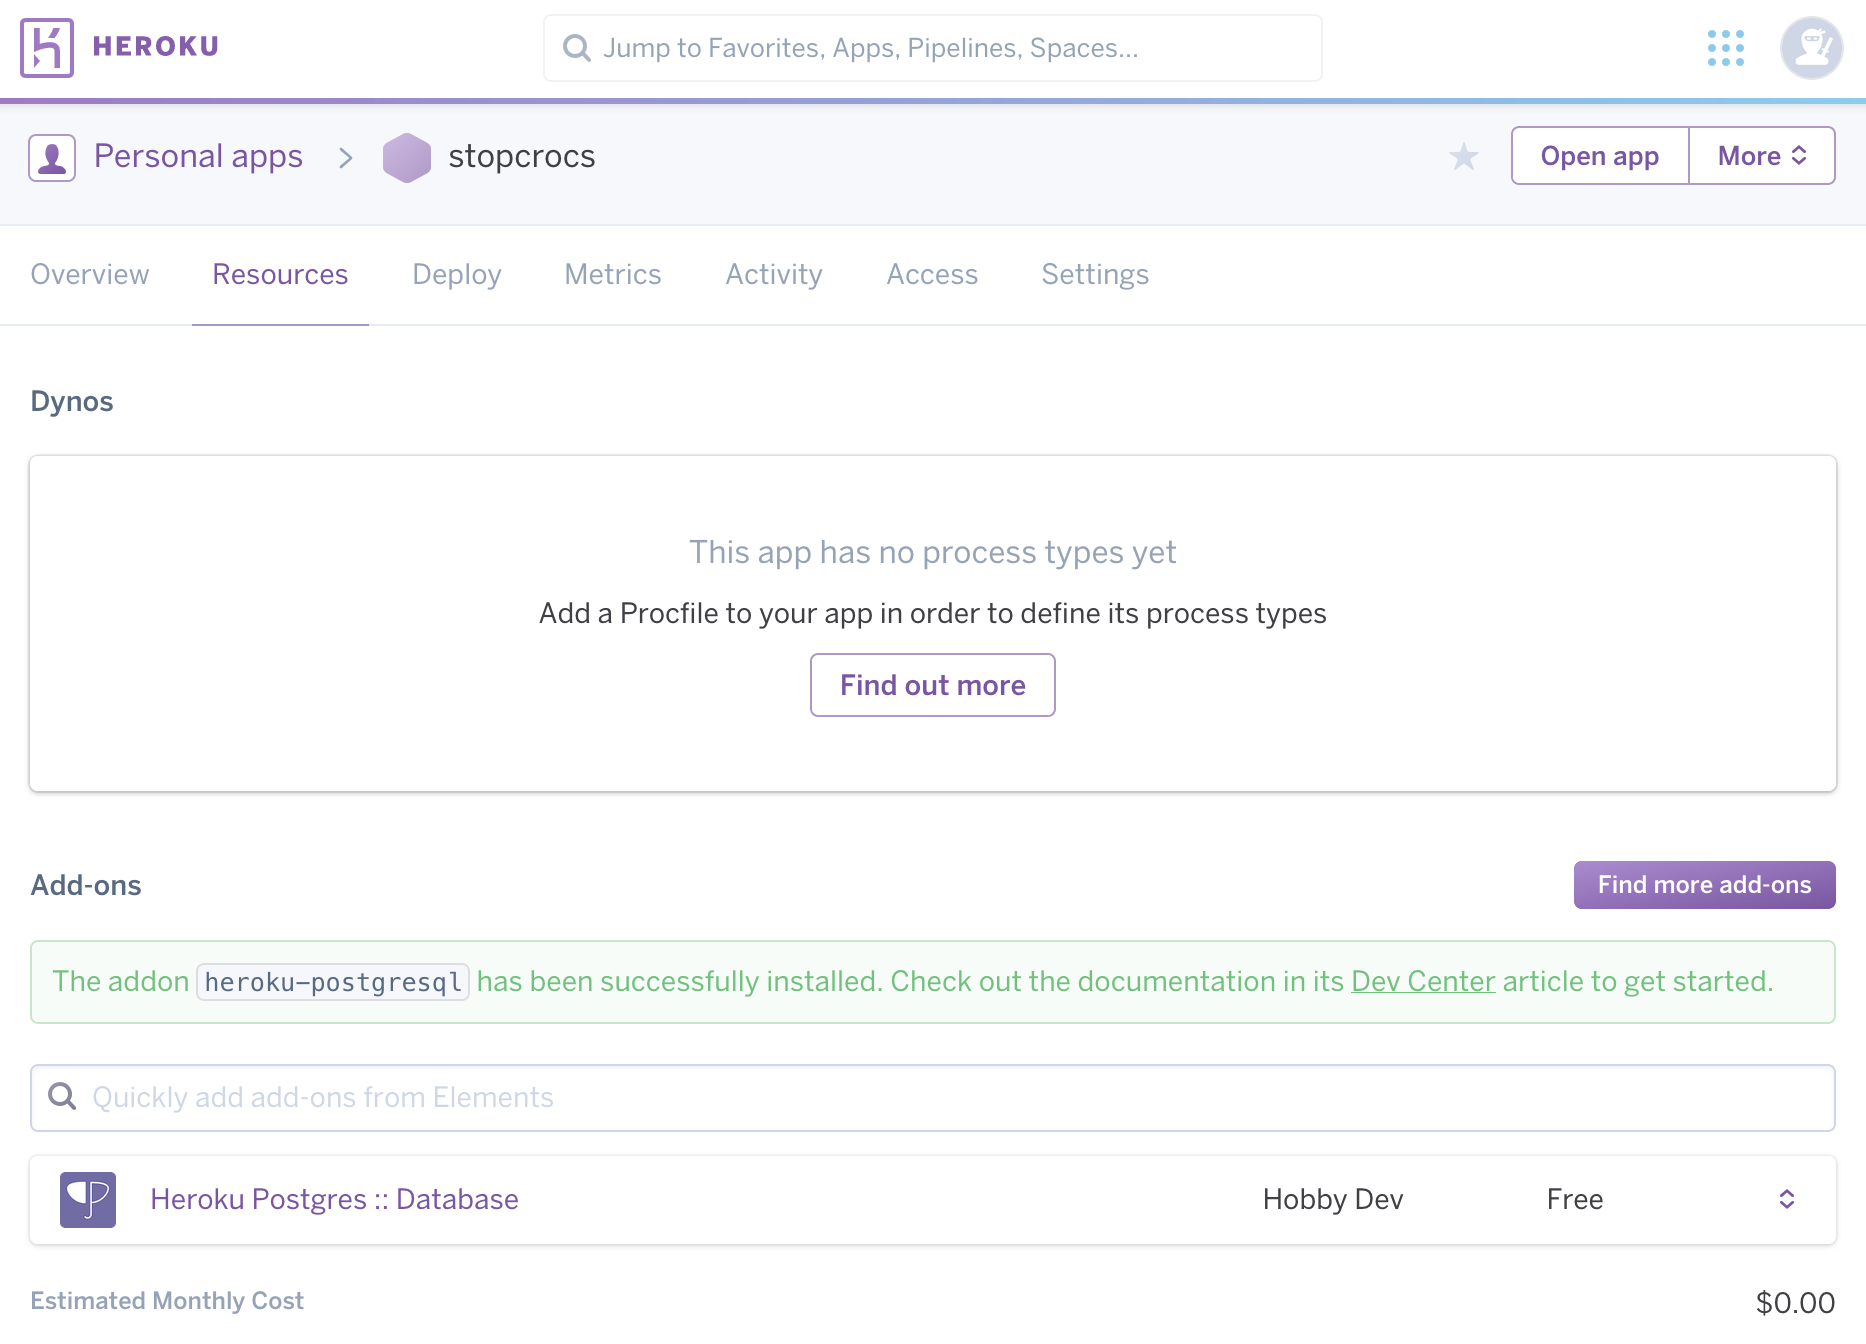 HEROKU
Jump to Favorites, Apps, Pipelines, Spaces...
Personal apps
stopcrocs
Open app
More
Overview
Resources
Deploy
Metrics
Activity
Access
Settings
Dynos
This app has no process types yet
Add a Procfile to your app in order to define its process types
Find out more
Add-ons
Find more add-ons
The addon heroku-postgresql has been successfully installed. Check out the documentation in its Dev Center article to get started.
Quickly add add-ons from Elements
Heroku Postgres :: Database
Hobby Dev
Free
Estimated Monthly Cost
$0.00